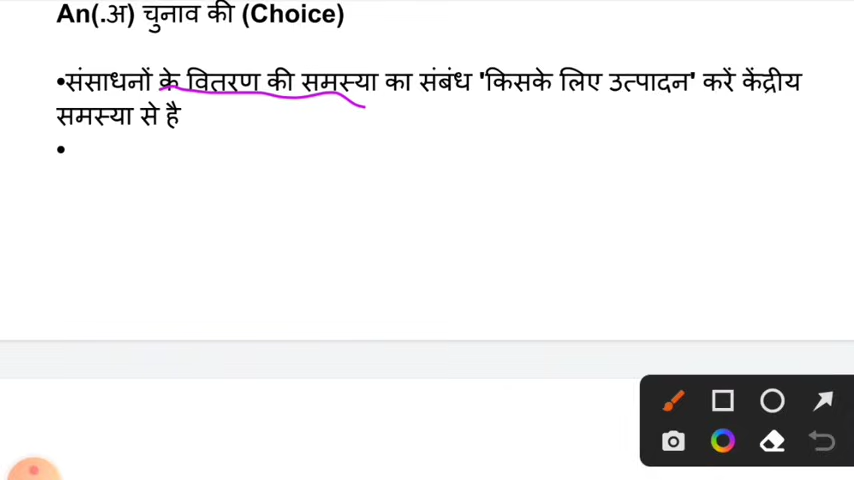 An(.अ) चुनाव की (Choice)
•संसाधनों के वितरण की समस्या का संबंध 'किसके लिए उत्पादन' करें केंद्रीय
समस्या से है
•